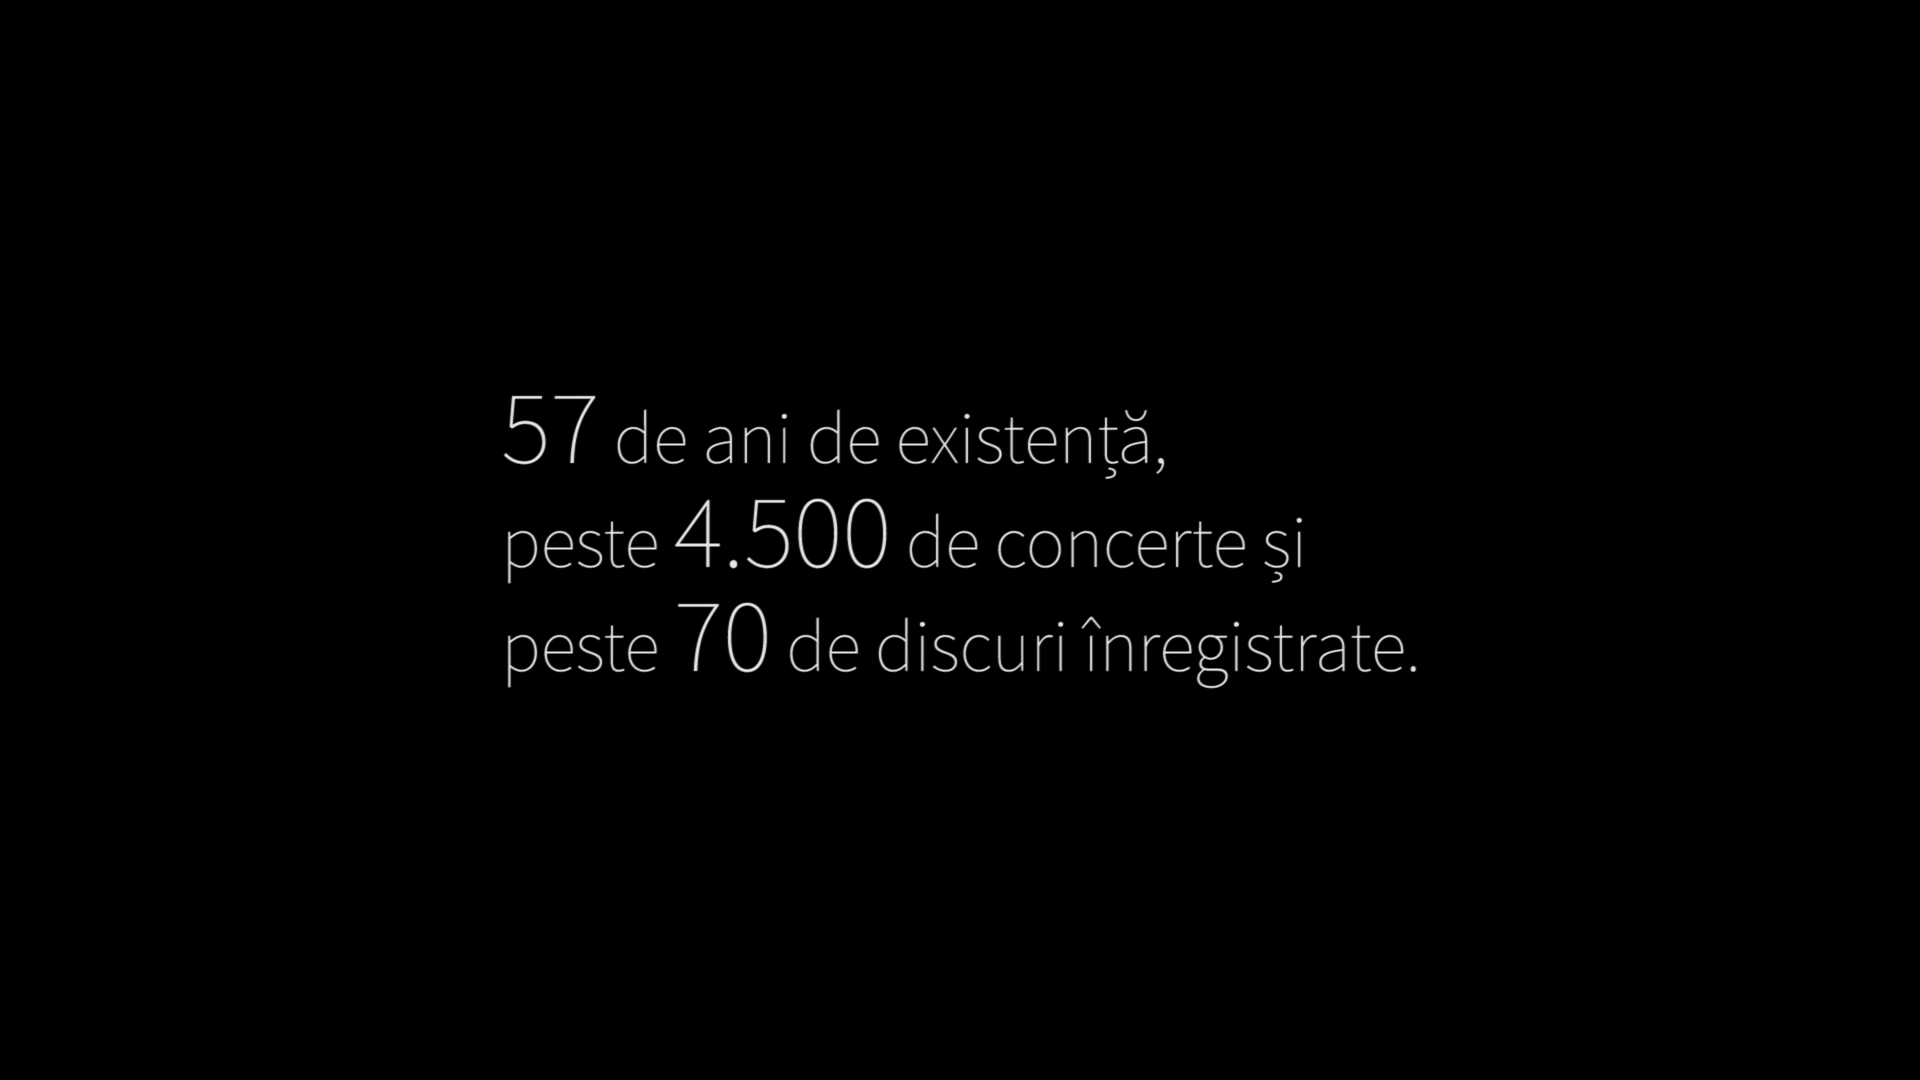 57 de ani de existență,
peste 4.500 de concerte și
peste 70 de discuri înregistrate.